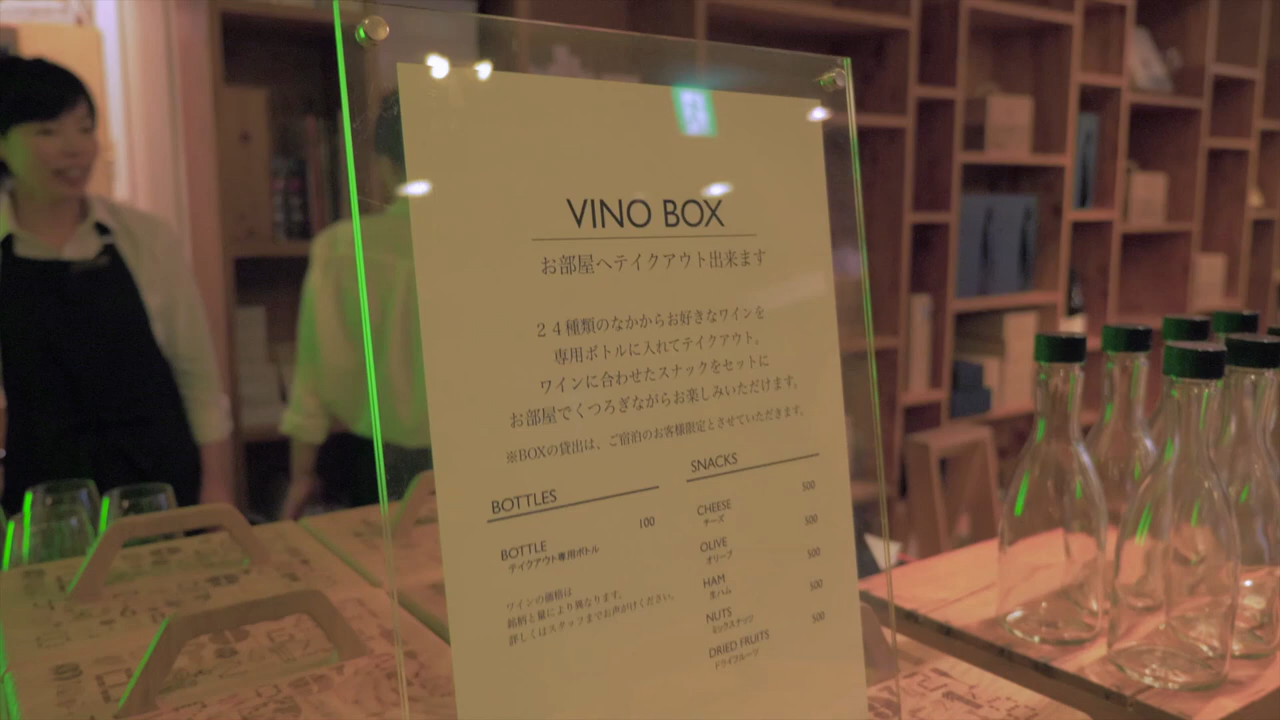 VINO BOX
お部屋へテイクアウト出来ます
24種類のなかからお好きなワインを
専用ボトルに入れてテイクアウト。
ワインに合わせたスナックをセットに
お部屋でくつろぎながらお楽しみいただけます。
※BOXの貸出は、ご宿泊のお客様限定とさせていただきます。
BOTTLES
BOTTLE 100
テイクアウト専用ボトル
ワインの価格は
銘柄と量により異なります。
詳しくはスタッフまでお声がけください。
SNACKS
CHEESE 500
チーズ
OLIVE 500
オリーブ
HAM 500
生ハム
NUTS 500
ミックスナッツ
DRIED FRUITS 500
ドライフルーツ